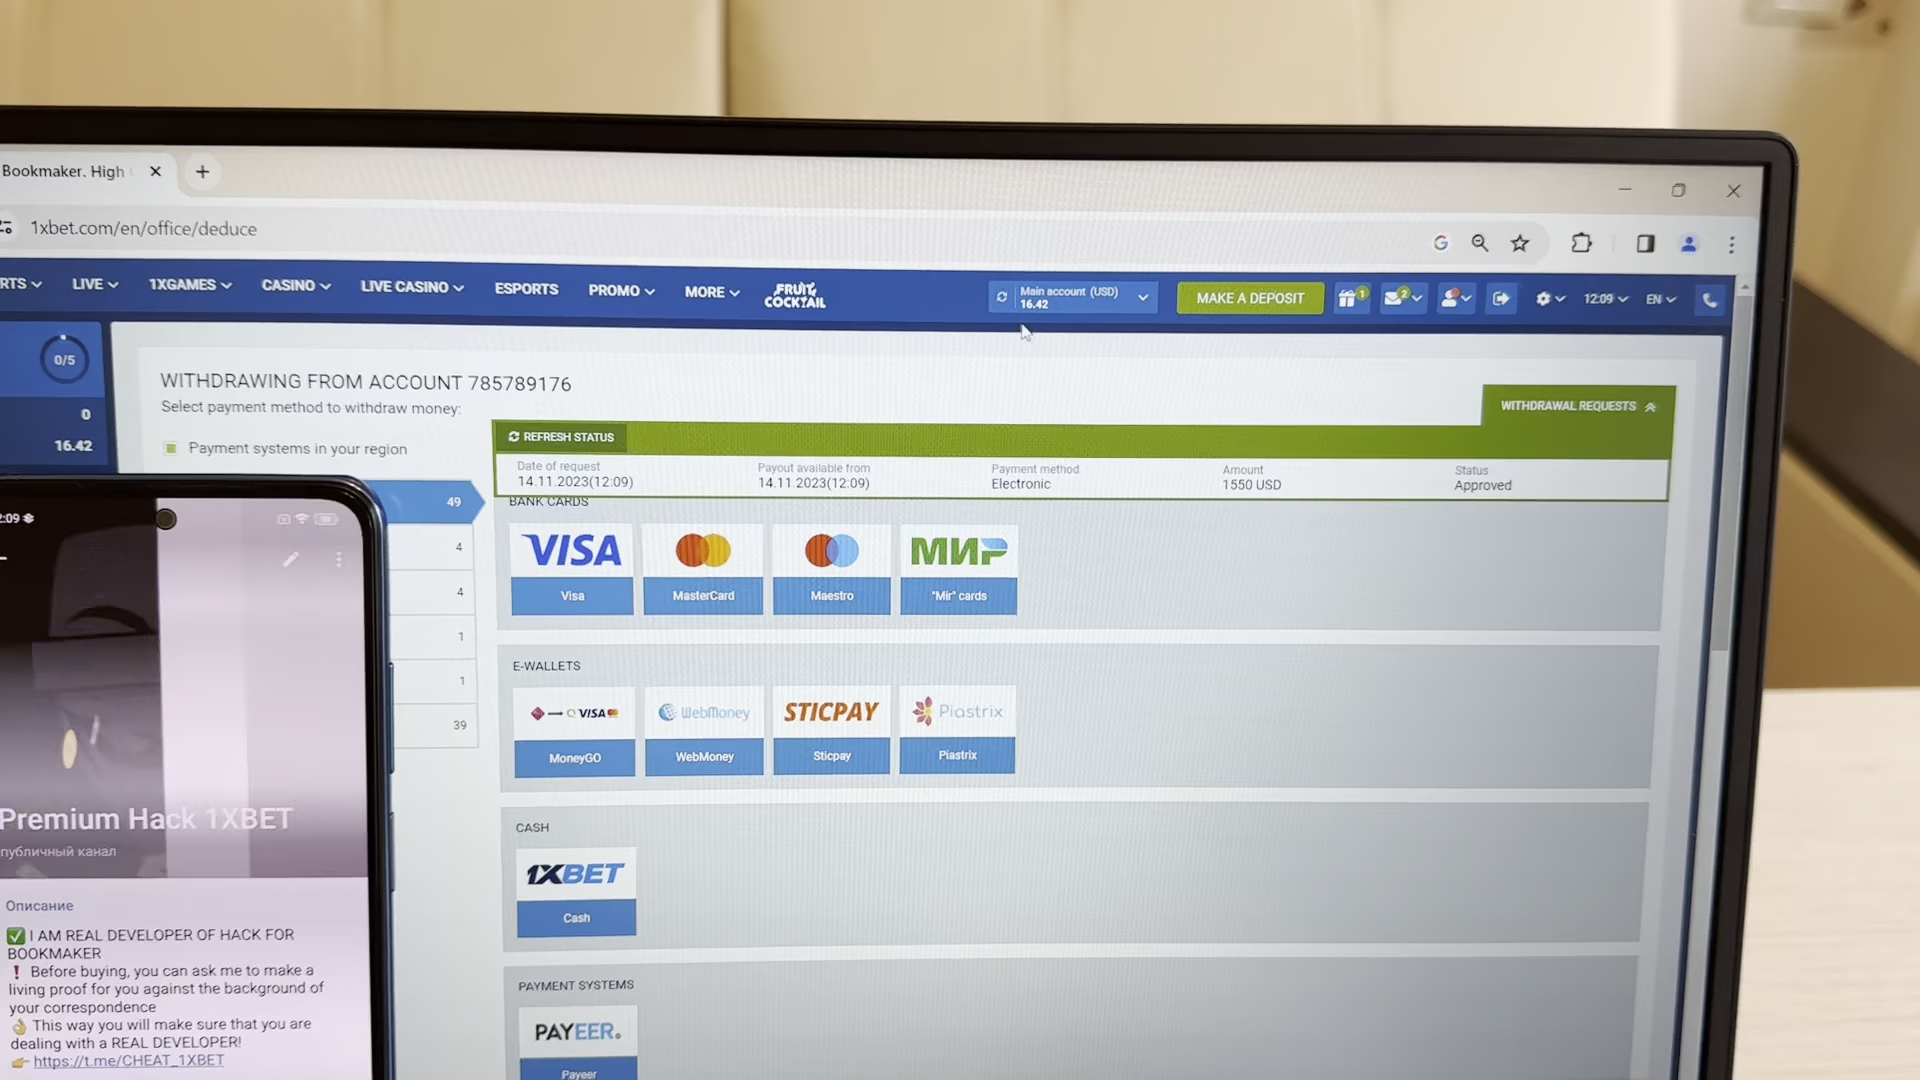 Bookmaker. High
1xbet.com/en/office/deduce
RTS LIVE 1XGAMES CASINO LIVE CASINO ESPORTS PROMO MORE FRUIT COCKTAIL
Main account (USD)
16.42
MAKE A DEPOSIT
1
2
12:09
EN
0/5
0
16.42
WITHDRAWING FROM ACCOUNT 785789176
Select payment method to withdraw money:
Payment systems in your region
WITHDRAWAL REQUESTS
REFRESH STATUS
Date of request Payout available from Payment method Amount Status
14.11.2023(12:09) 14.11.2023(12:09) Electronic 1550 USD Approved
49
4
4
1
1
39
BANK CARDS
VISA МИР
Visa MasterCard Maestro "Mir" cards
E-WALLETS
VISA WebMoney STICPAY Piastrix
MoneyGO WebMoney Sticpay Piastrix
CASH
1XBET
Cash
PAYMENT SYSTEMS
PAYEER
Payeer
2:09
Premium Hack 1XBET
публичный канал
Описание
✅ I AM REAL DEVELOPER OF HACK FOR
BOOKMAKER
❗ Before buying, you can ask me to make a
living proof for you against the background of
your correspondence
👌 This way you will make sure that you are
dealing with a REAL DEVELOPER!
👉 https://t.me/CHEAT_1XBET